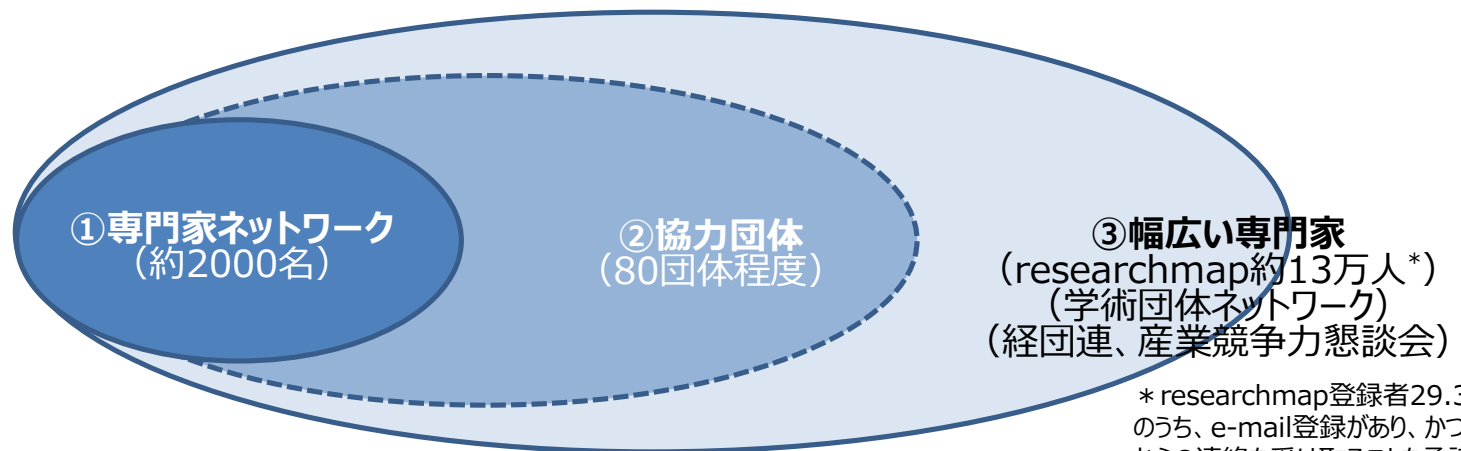 ①専門家ネットワーク
（約2000名）
②協力団体
（80団体程度）
③幅広い専門家
（researchmap約13万人*）
（学術団体ネットワーク）
（経団連、産業競争力懇談会）
＊researchmap登録者29.3
のうち、e-mail登録があり、かつ